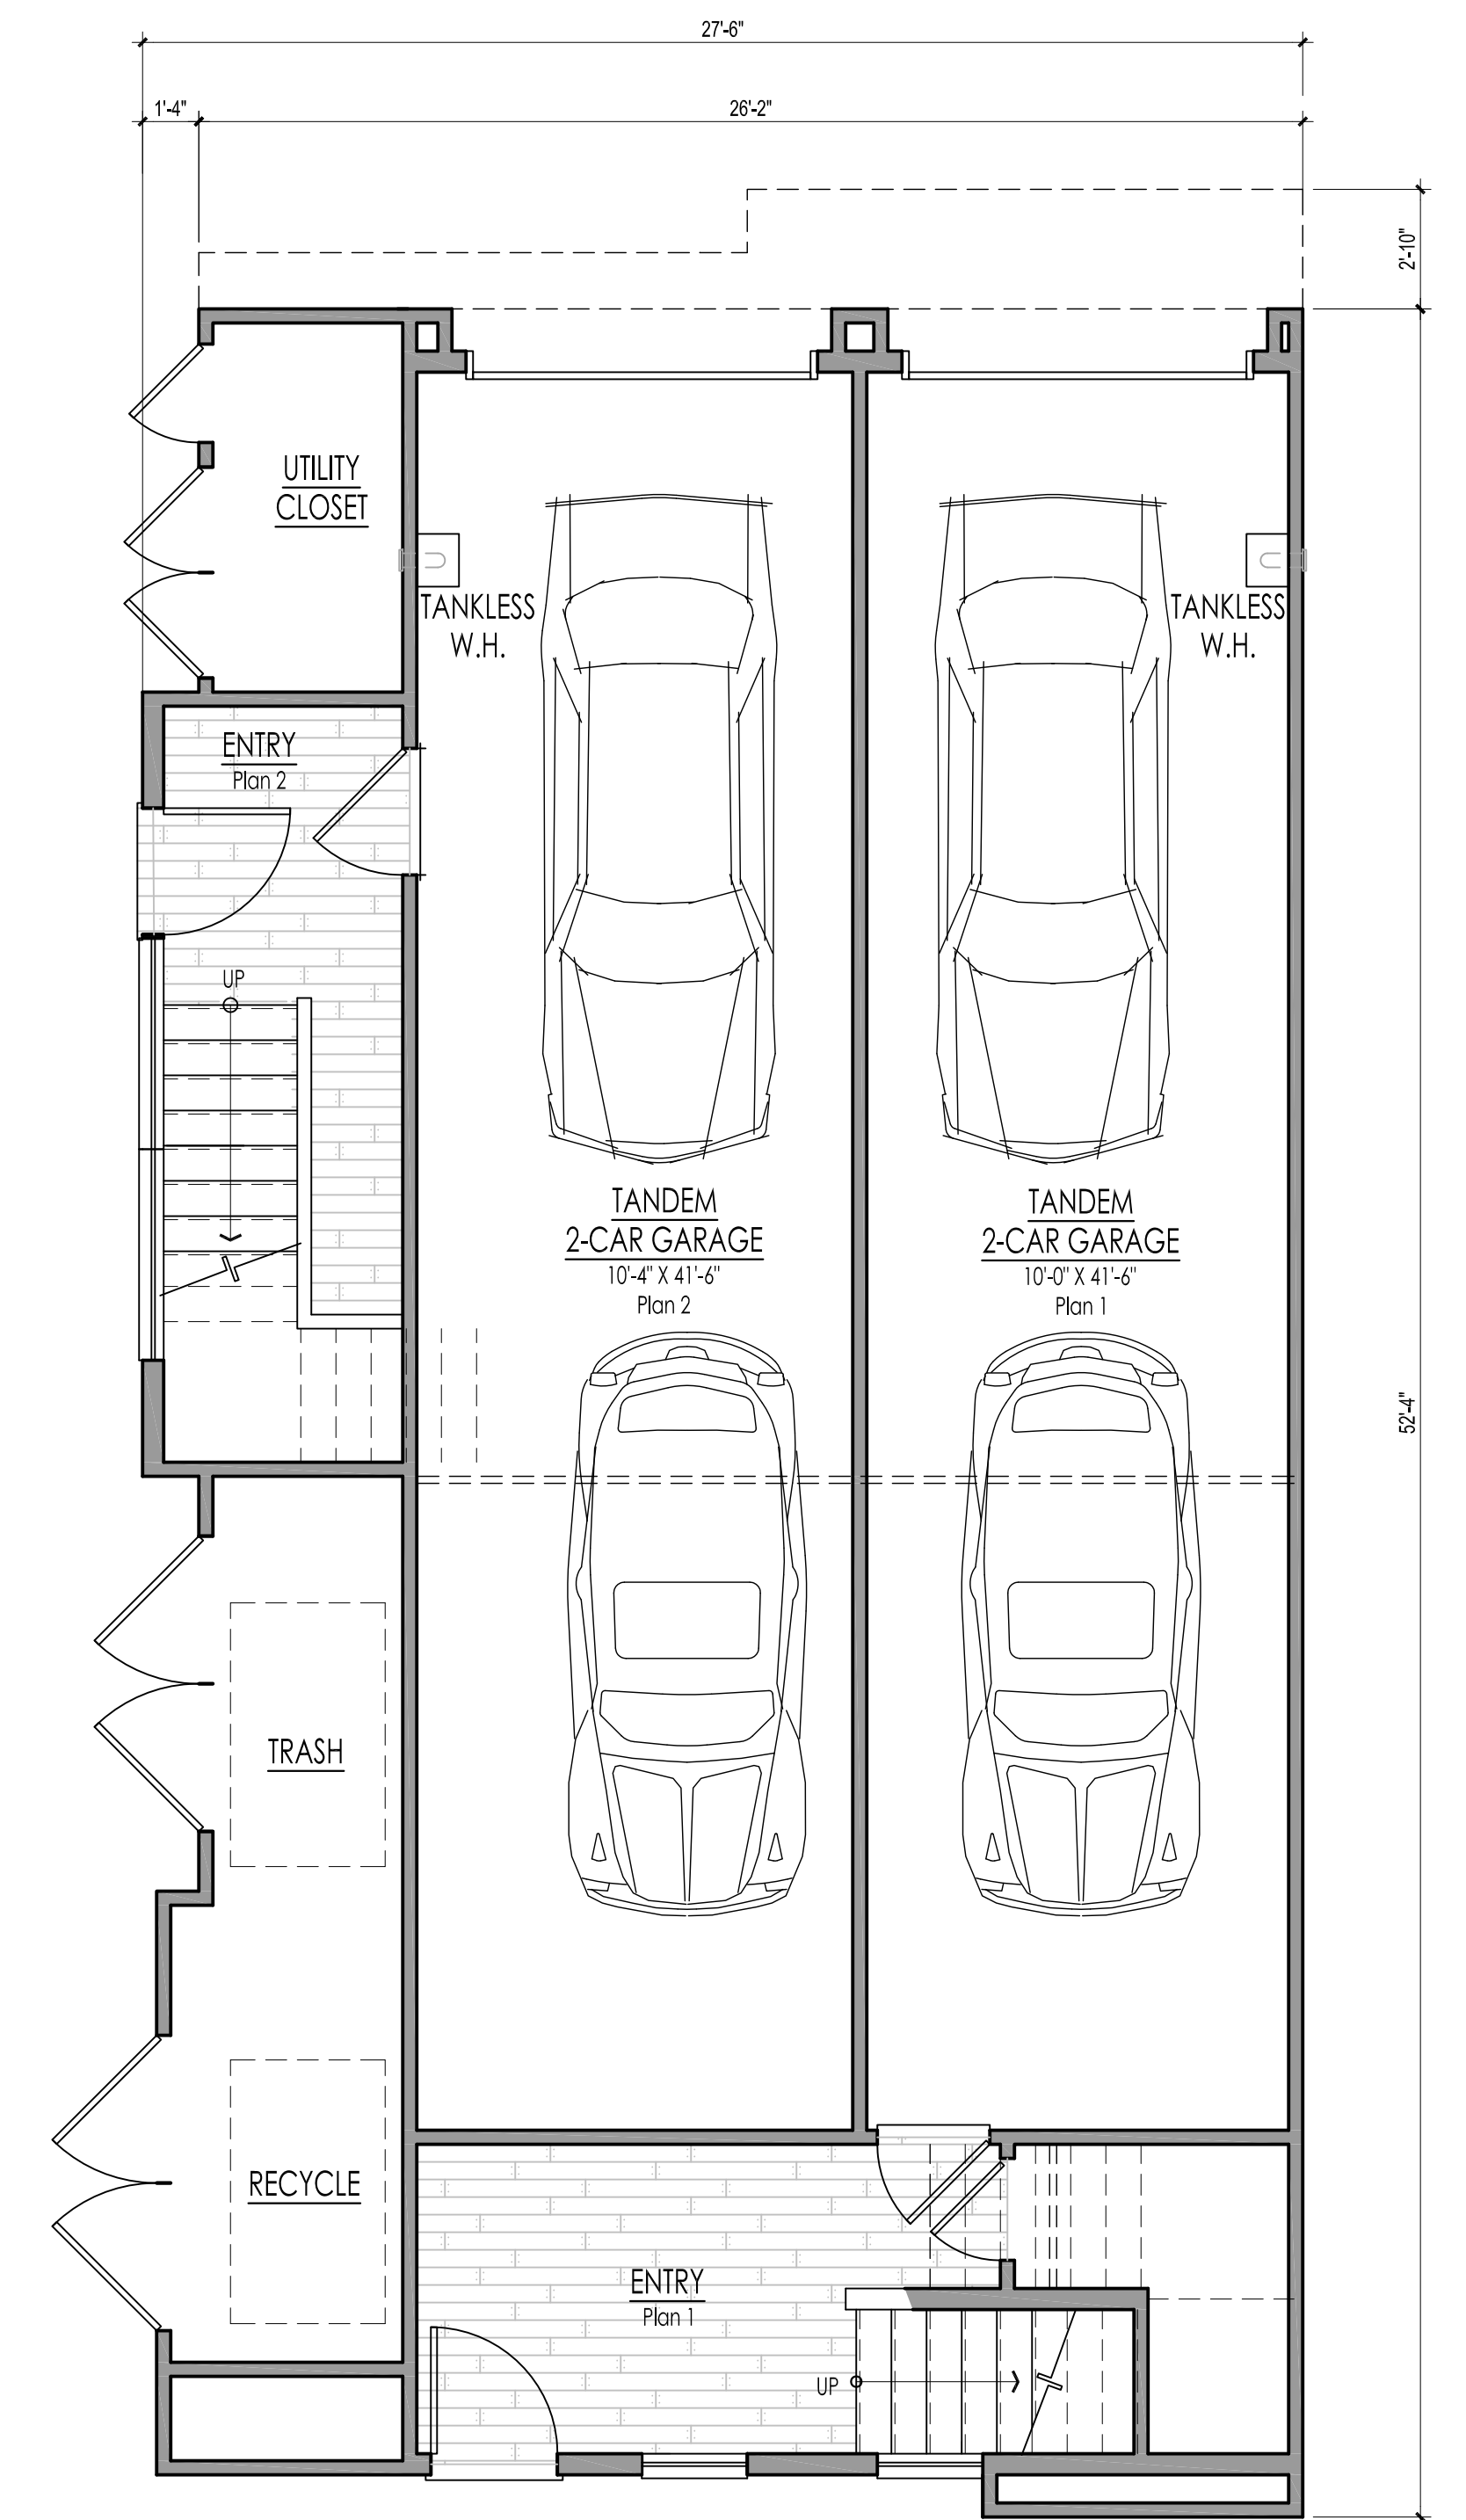 27'-6"
1'-4"
26'-2"
2'-10"
UTILITY
CLOSET
TANKLESS
W.H.
TANKLESS
W.H.
ENTRY
Plan 2
UP
TANDEM
2-CAR GARAGE
10'-4" X 41'-6"
Plan 2
TANDEM
2-CAR GARAGE
10'-0" X 41'-6"
Plan 1
52'-4"
TRASH
RECYCLE
ENTRY
Plan 1
UP